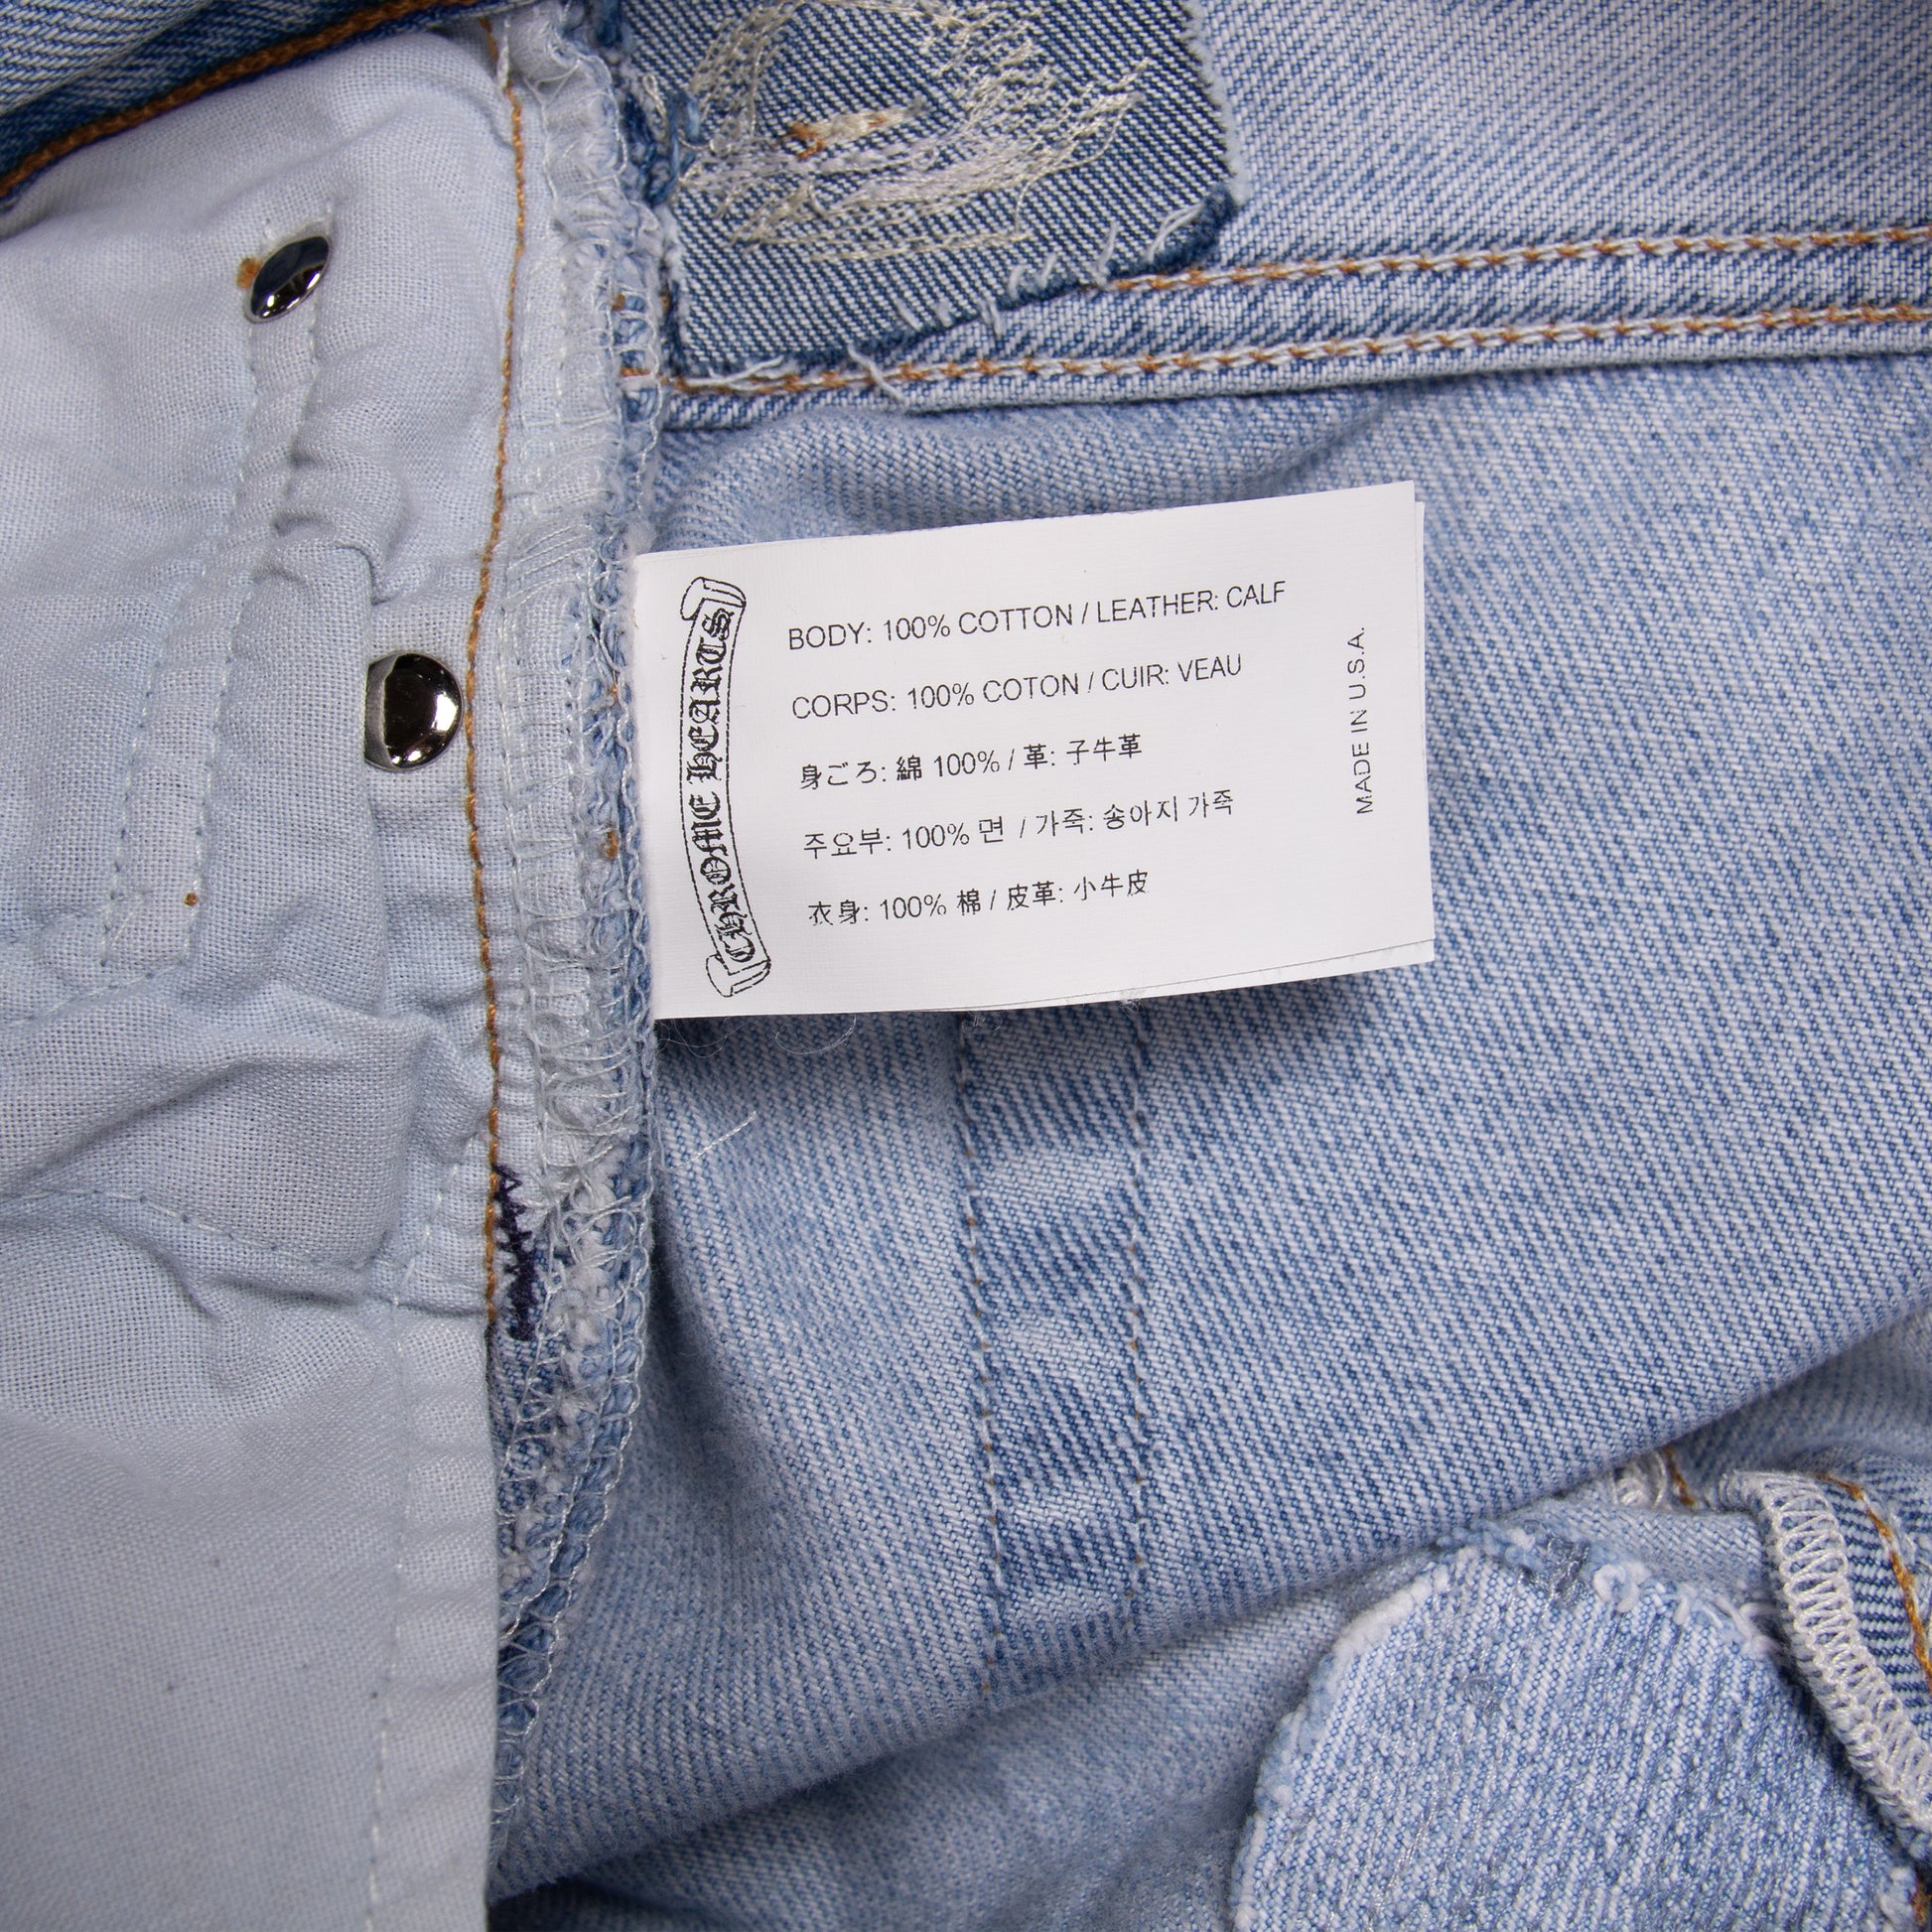 CHROME HEARTS
BODY: 100% COTTON / LEATHER: CALF
CORPS: 100% COTON / CUIR: VEAU
身ごろ: 綿 100% / 革: 子牛革
주요부: 100% 면 / 가죽: 송아지 가죽
衣身: 100% 棉 / 皮革: 小牛皮
MADE IN U.S.A.